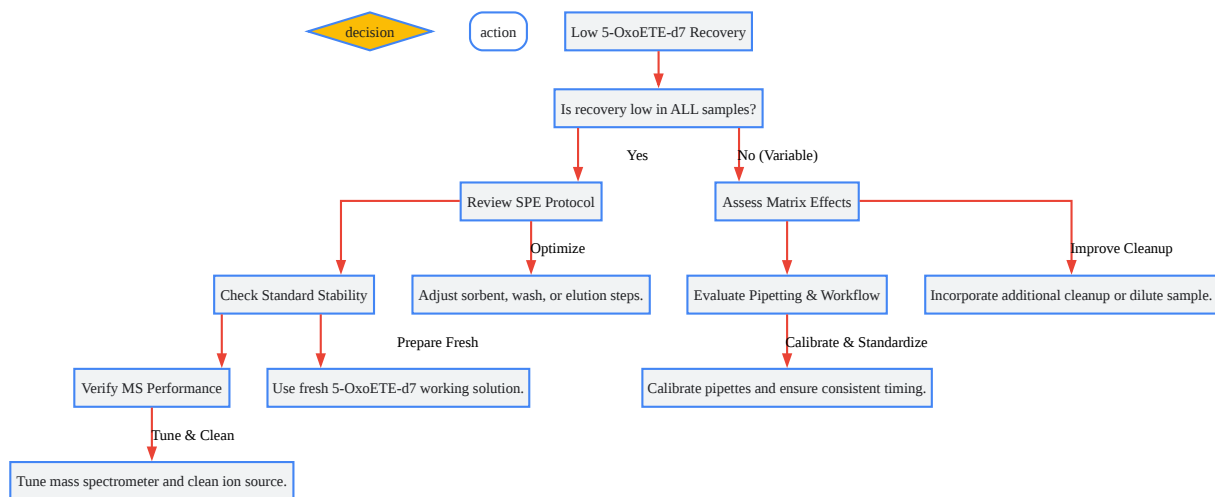 decision
action
Low 5-OxoETE-d7 Recovery
Is recovery low in ALL samples?
Yes
No (Variable)
Review SPE Protocol
Assess Matrix Effects
Optimize
Improve Cleanup
Check Standard Stability
Adjust sorbent, wash, or elution steps.
Evaluate Pipetting & Workflow
Incorporate additional cleanup or dilute sample.
Prepare Fresh
Calibrate & Standardize
Verify MS Performance
Use fresh 5-OxoETE-d7 working solution.
Calibrate pipettes and ensure consistent timing.
Tune & Clean
Tune mass spectrometer and clean ion source.